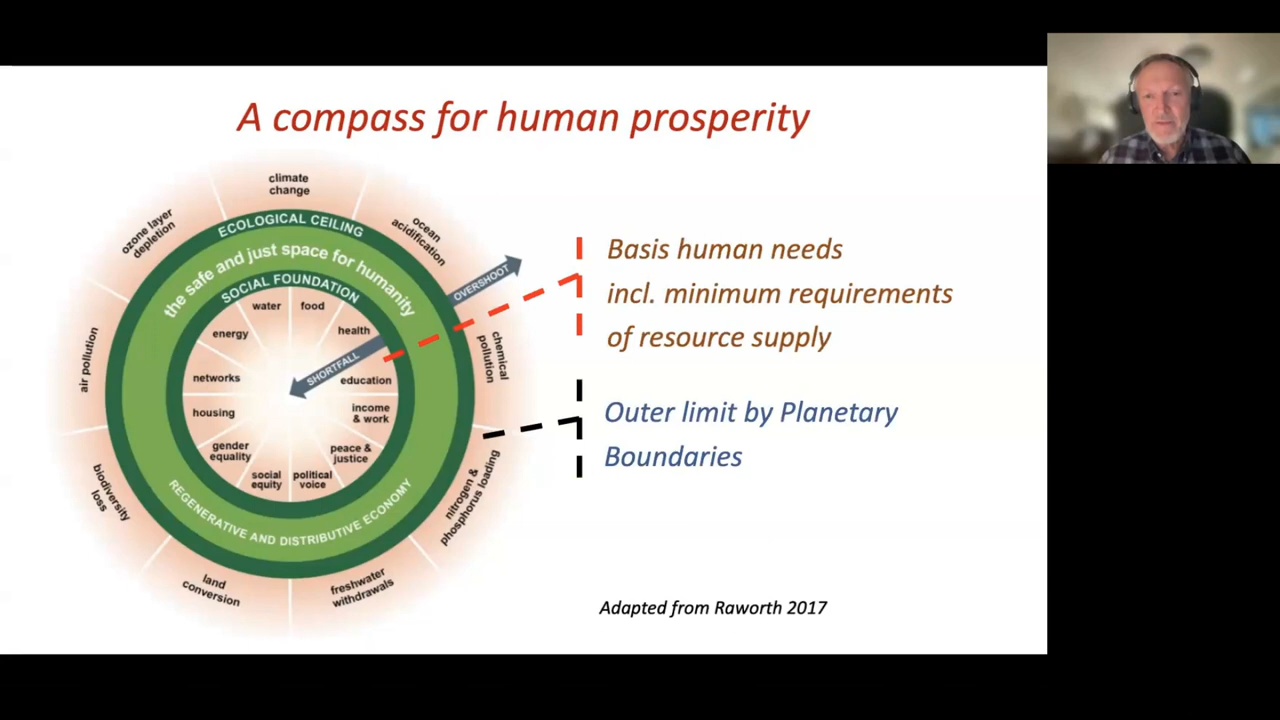 A compass for human prosperity
climate
change
ocean
acidification
chemical
pollution
nitrogen &
phosphorus loading
freshwater
withdrawals
land
conversion
biodiversity
loss
air pollution
ozone layer
depletion
OVERSHOOT
ECOLOGICAL CEILING
the safe and just space for humanity
SOCIAL FOUNDATION
water
food
energy
health
SHORTFALL
networks
education
housing
income
& work
gender
equality
peace &
justice
social
equity
political
voice
REGENERATIVE AND DISTRIBUTIVE ECONOMY
Basis human needs
incl. minimum requirements
of resource supply
Outer limit by Planetary
Boundaries
Adapted from Raworth 2017